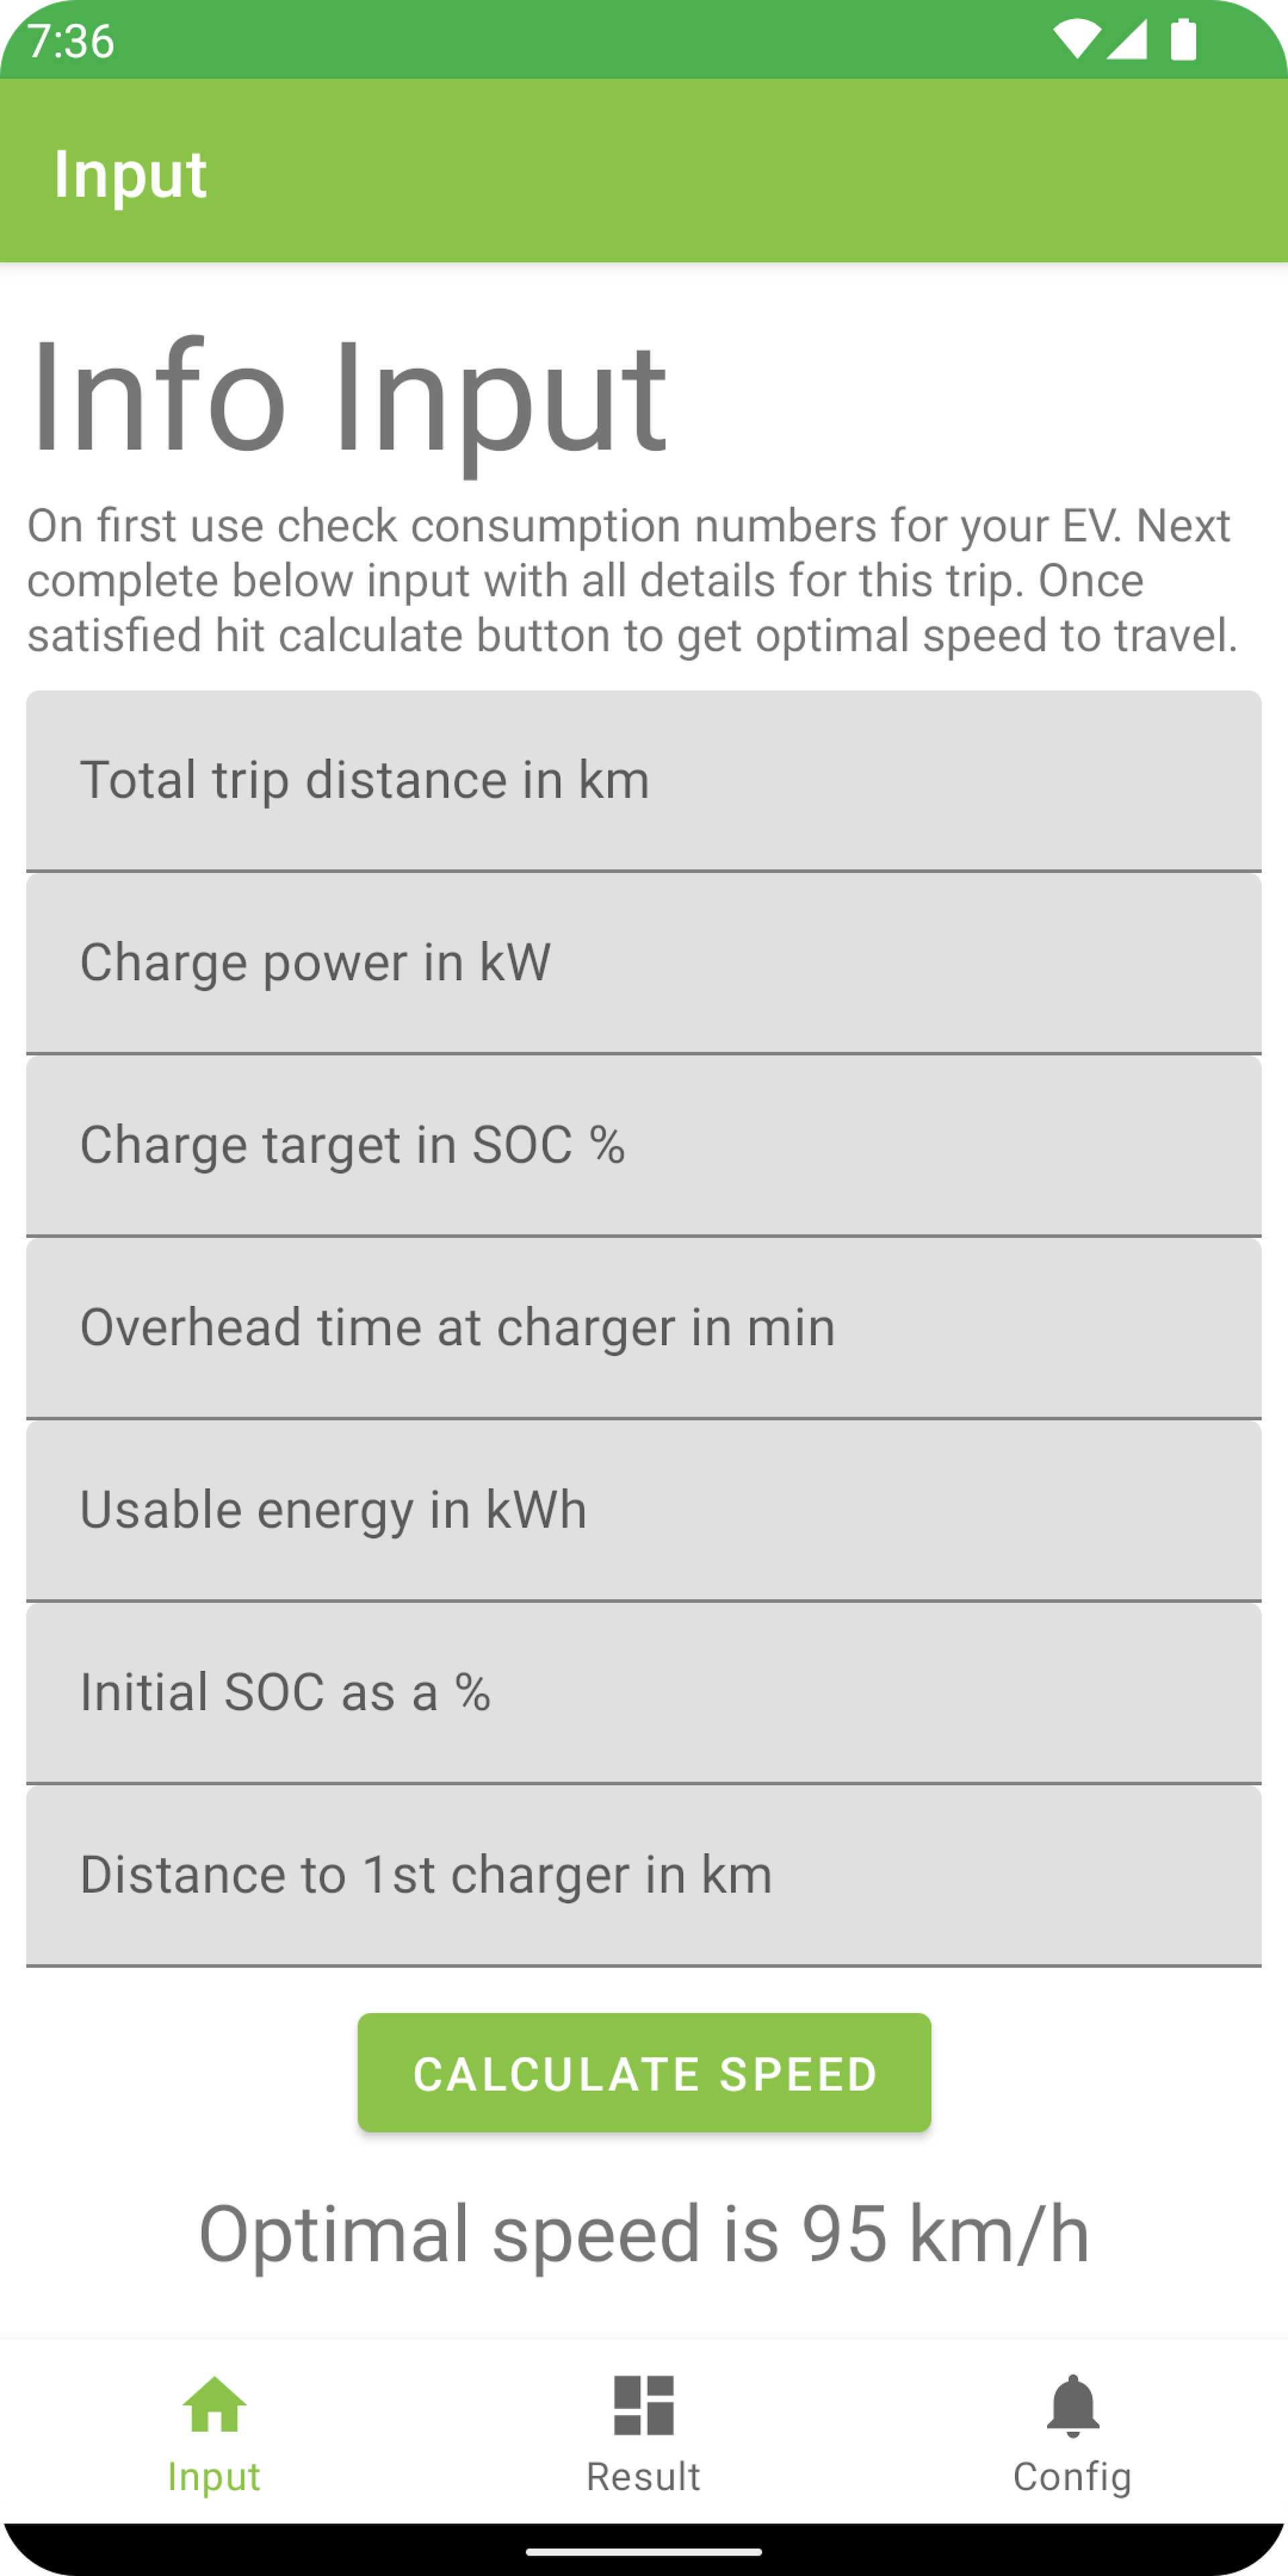 7:36
Input
Info Input
On first use check consumption numbers for your EV. Next
complete below input with all details for this trip. Once
satisfied hit calculate button to get optimal speed to travel.
Total trip distance in km
Charge power in kW
Charge target in SOC %
Overhead time at charger in min
Usable energy in kWh
Initial SOC as a %
Distance to 1st charger in km
CALCULATE SPEED
Optimal speed is 95 km/h
Input
Result
Config